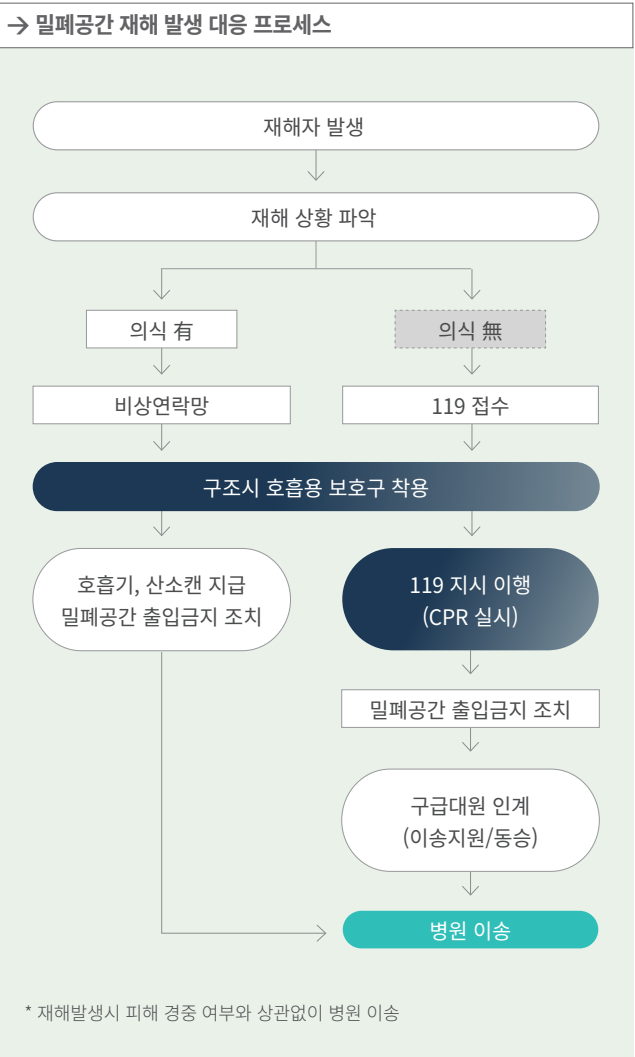 → 밀폐공간 재해 발생 대응 프로세스
재해자 발생
재해 상황 파악
의식 有
의식 無
비상연락망
119 접수
구조시 호흡용 보호구 착용
호흡기, 산소캔 지급
밀폐공간 출입금지 조치
119 지시 이행
(CPR 실시)
밀폐공간 출입금지 조치
구급대원 인계
(이송지원/동승)
병원 이송
* 재해발생시 피해 경중 여부와 상관없이 병원 이송